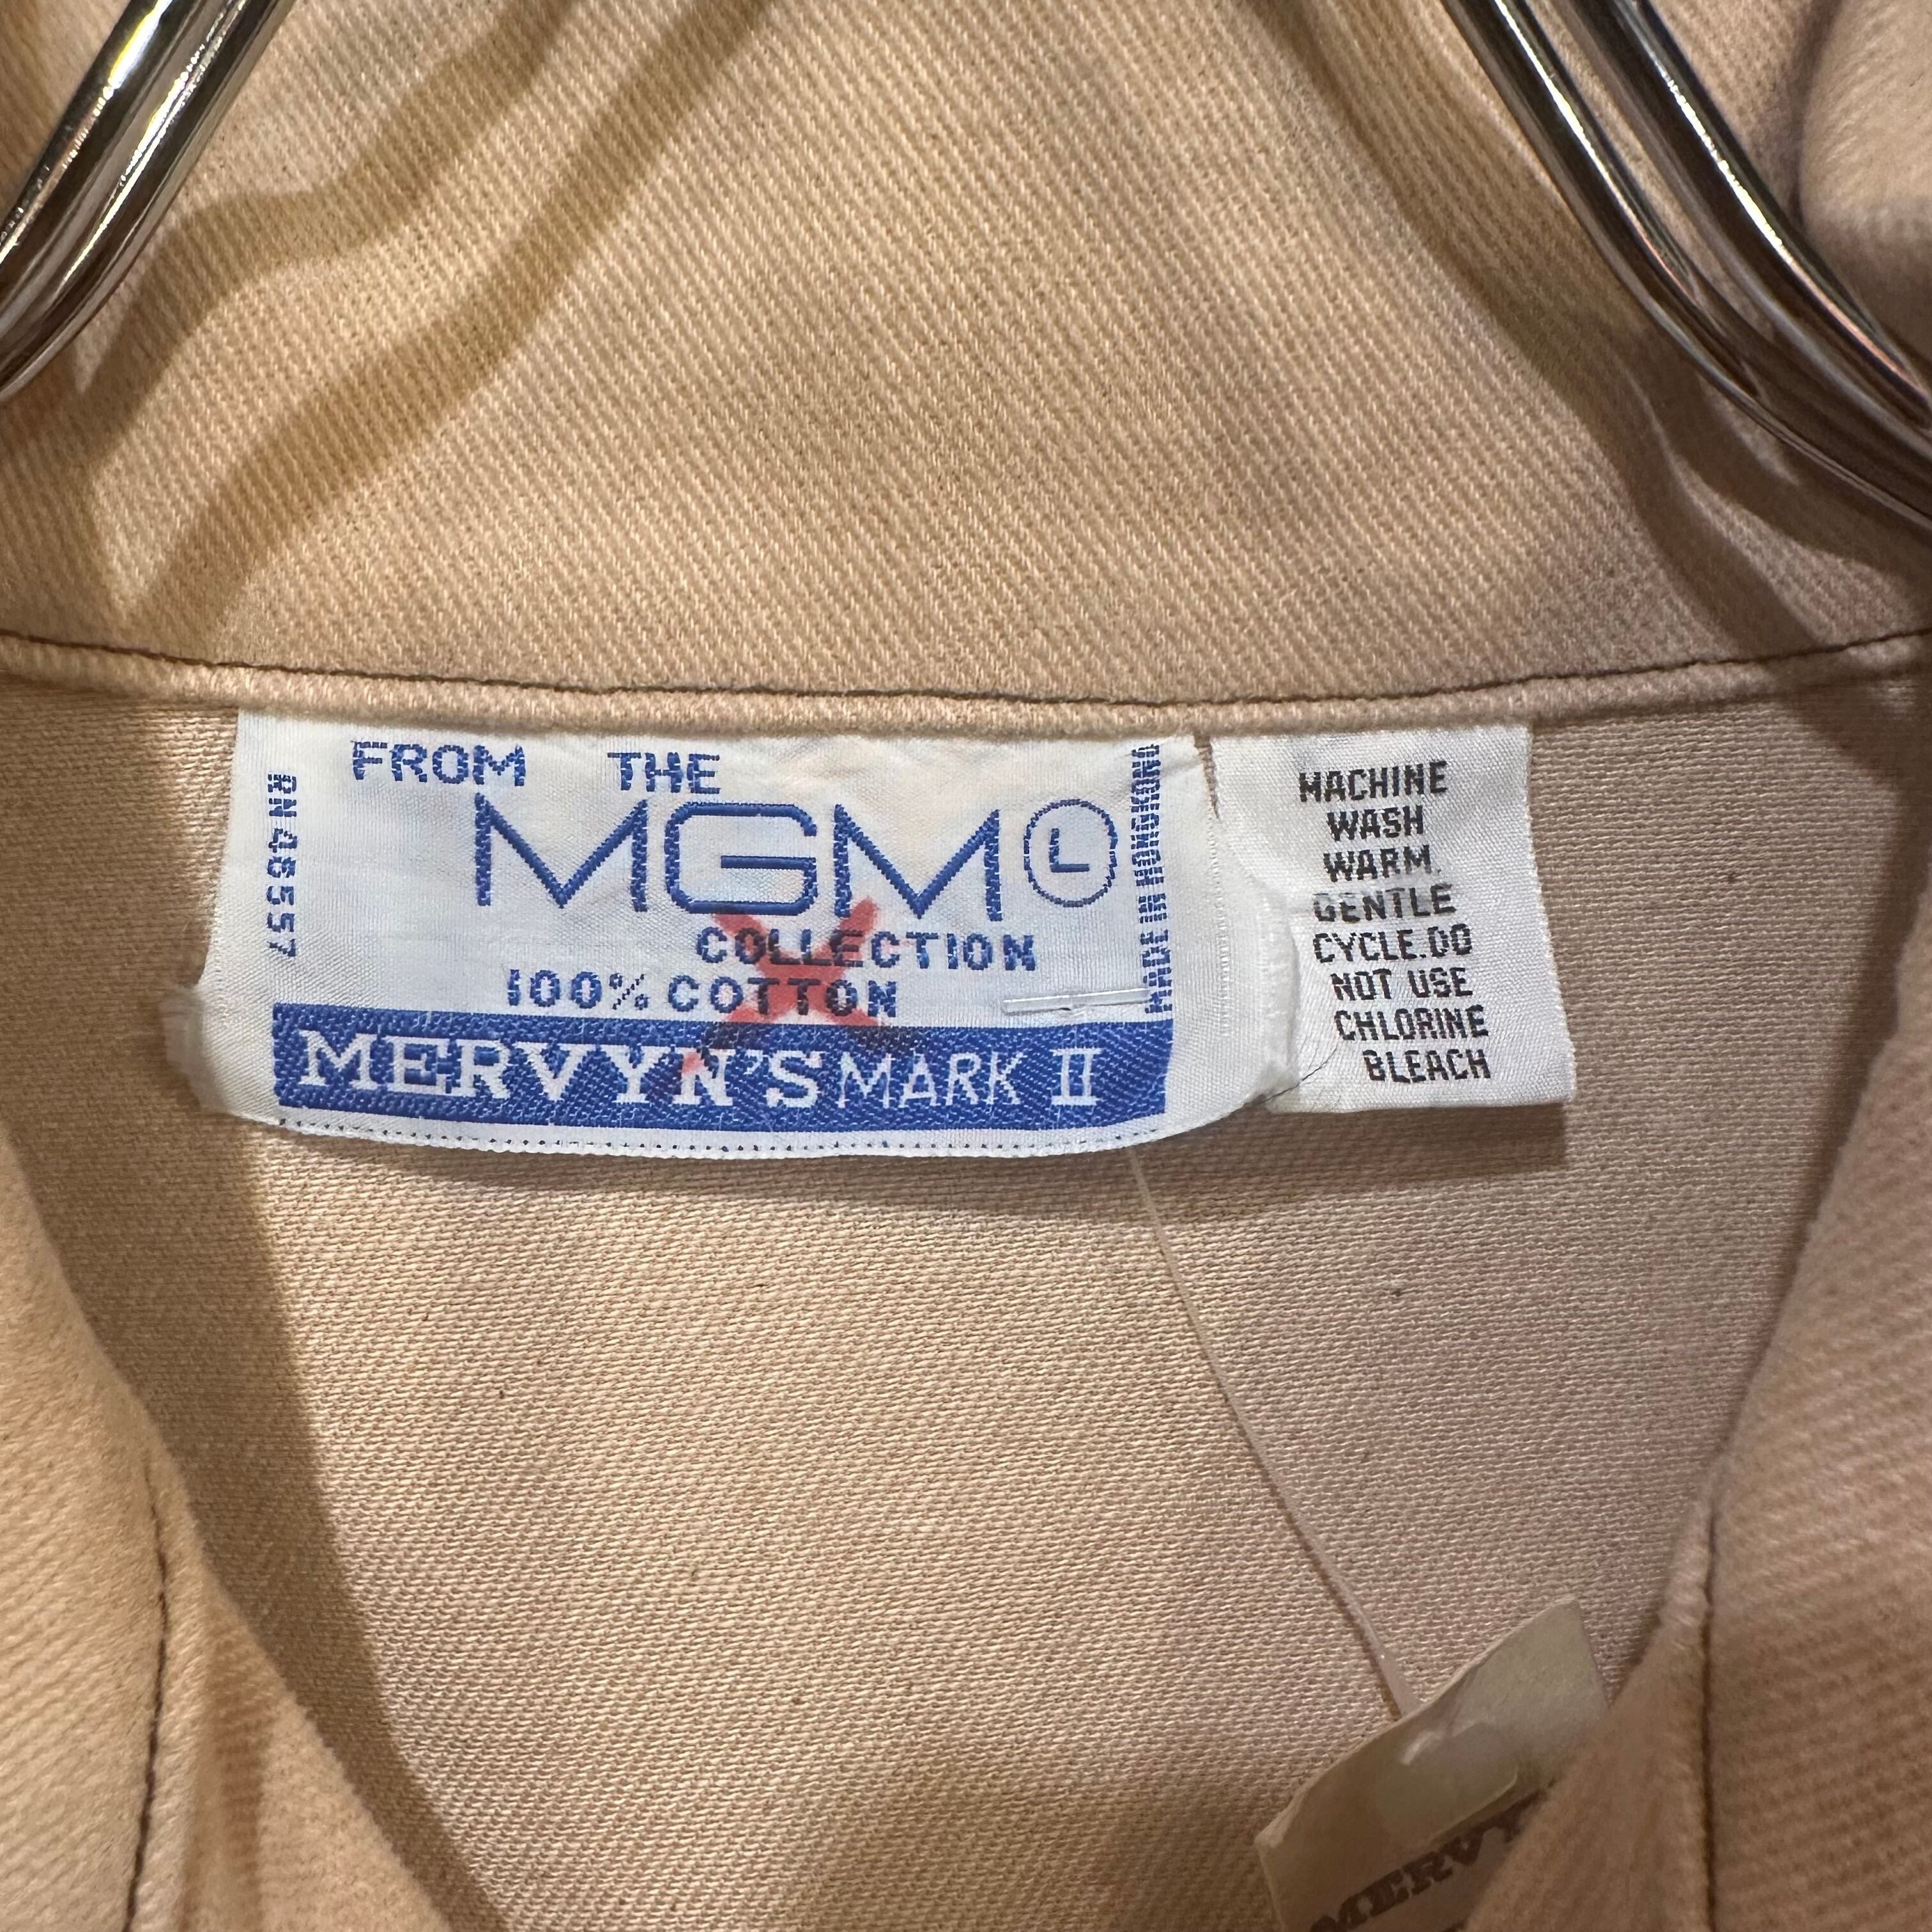 FROM THE
MGM L
COLLECTION
100% COTTON
MERVYN'S MARK II
RN 46557
MADE IN HONGKONG
MACHINE
WASH
WARM.
GENTLE
CYCLE.DO
NOT USE
CHLORINE
BLEACH